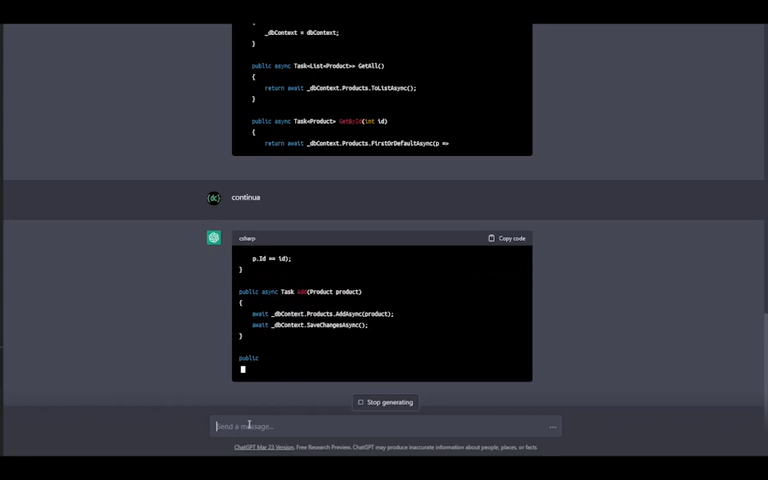 _dbContext = dbContext;
}
public async Task<List<Product>> GetAll()
{
return await _dbContext.Products.ToListAsync();
}
public async Task<Product> GetById(int id)
{
return await _dbContext.Products.FirstOrDefaultAsync(p =>
{dc}
continua
csharp
Copy code
p.Id == id);
}
public async Task Add(Product product)
{
await _dbContext.Products.AddAsync(product);
await _dbContext.SaveChangesAsync();
}
public
Stop generating
Send a message...
ChatGPT Mar 23 Version. Free Research Preview. ChatGPT may produce inaccurate information about people, places, or facts